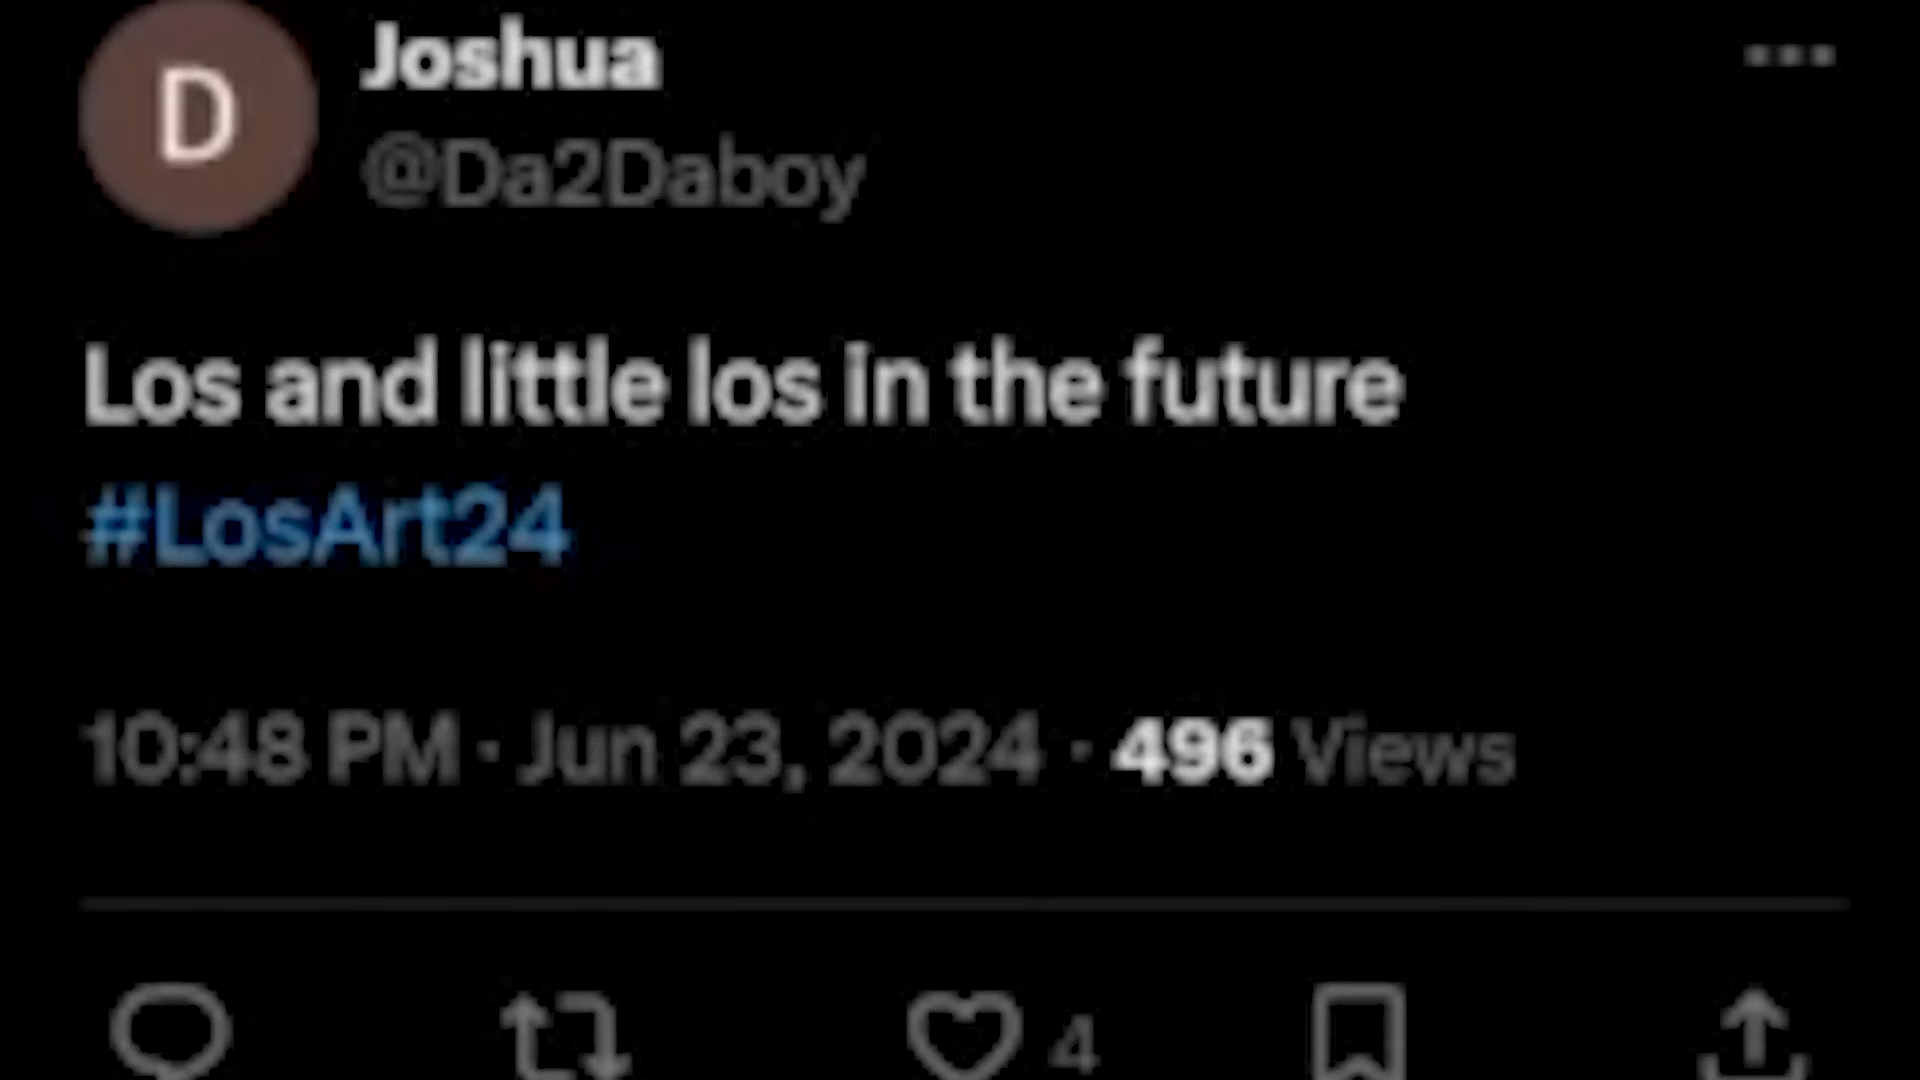 D
Joshua
@Da2Daboy
Los and little los in the future
#LosArt24
10:48 PM · Jun 23, 2024 · 496 Views
4